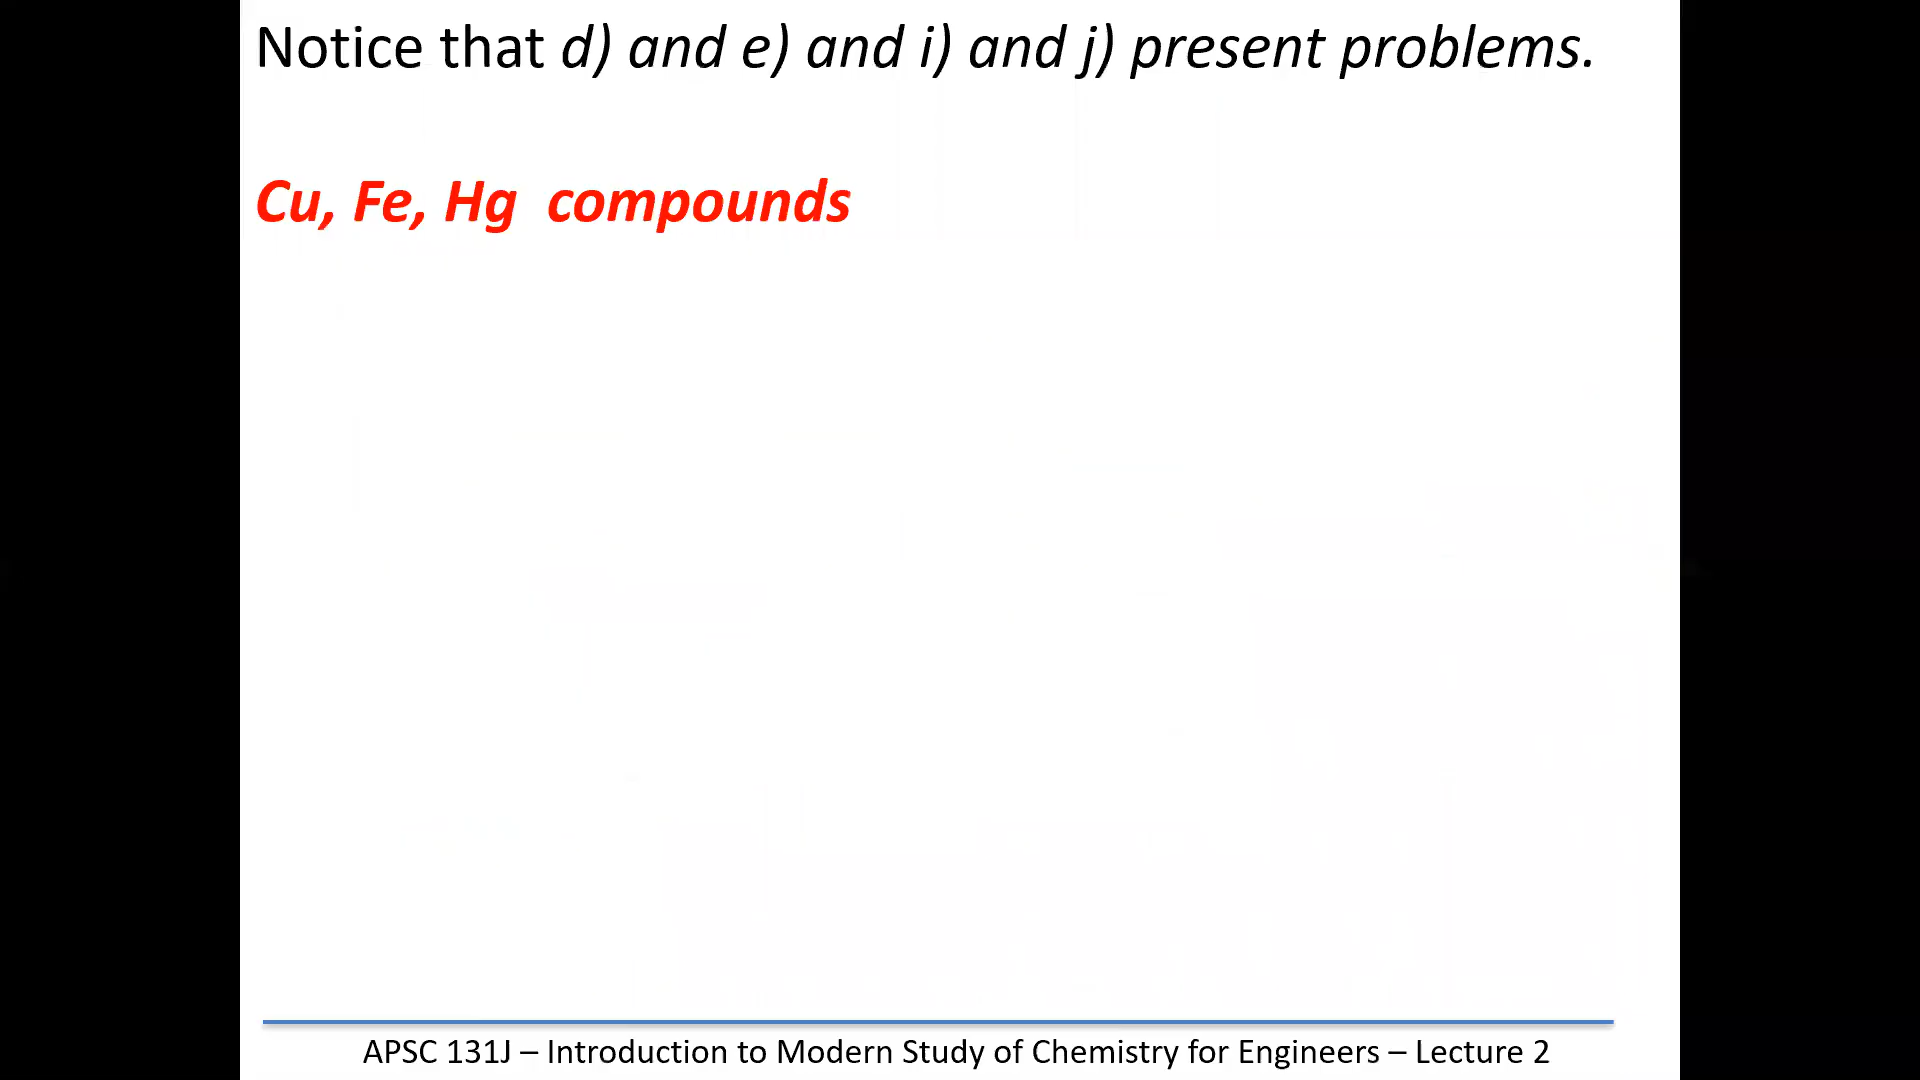 Notice that d) and e) and i) and j) present problems.
Cu, Fe, Hg compounds
APSC 131J – Introduction to Modern Study of Chemistry for Engineers – Lecture 2